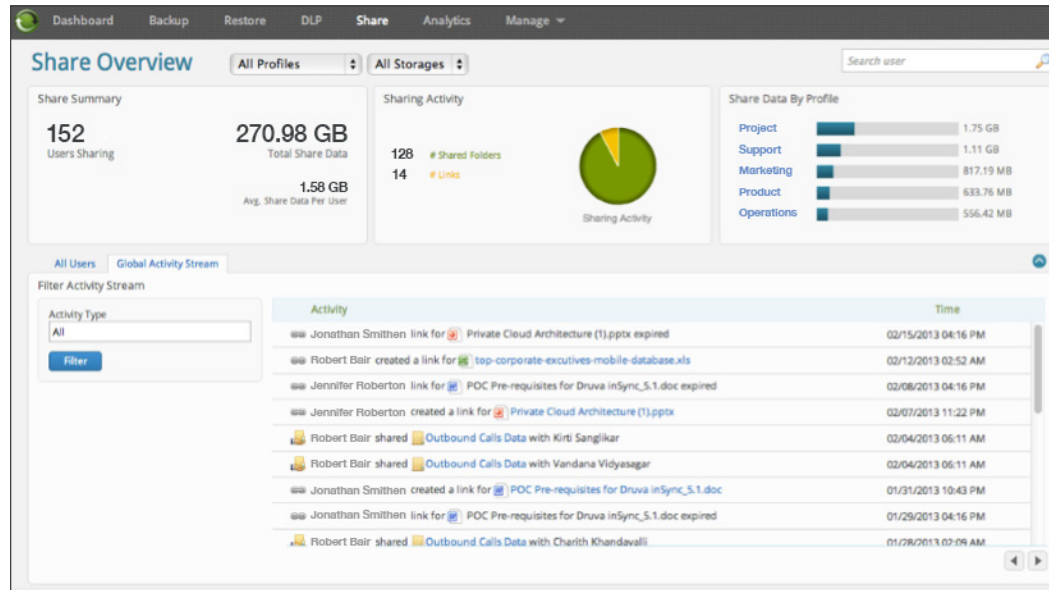 Dashboard Backup Restore DLP Share Analytics Manage
Share Overview All Profiles All Storages Search user
Share Summary
152
Users Sharing
270.98 GB
Total Share Data
1.58 GB
Avg. Share Data Per User
Sharing Activity
128 # Shared Folders
14 # Links
Sharing Activity
Share Data By Profile
Project 1.75 GB
Support 1.11 GB
Marketing 817.19 MB
Product 633.76 MB
Operations 556.42 MB
All Users Global Activity Stream
Filter Activity Stream
Activity Type
All
Filter
Activity Time
Jonathan Smithen link for Private Cloud Architecture (1).pptx expired 02/15/2013 04:16 PM
Robert Bair created a link for top-corporate-excutives-mobile-database.xls 02/12/2013 02:52 AM
Jennifer Roberton link for POC Pre-requisites for Druva inSync_5.1.doc expired 02/08/2013 04:16 PM
Jennifer Roberton created a link for Private Cloud Architecture (1).pptx 02/07/2013 11:22 PM
Robert Bair shared Outbound Calls Data with Kirti Sanglikar 02/04/2013 06:11 AM
Robert Bair shared Outbound Calls Data with Vandana Vidyasagar 02/04/2013 06:11 AM
Jonathan Smithen created a link for POC Pre-requisites for Druva inSync_5.1.doc 01/31/2013 10:43 PM
Jonathan Smithen link for POC Pre-requisites for Druva inSync_5.1.doc expired 01/29/2013 04:16 PM
Robert Bair shared Outbound Calls Data with Charith Khandavalli 01/28/2013 02:09 AM